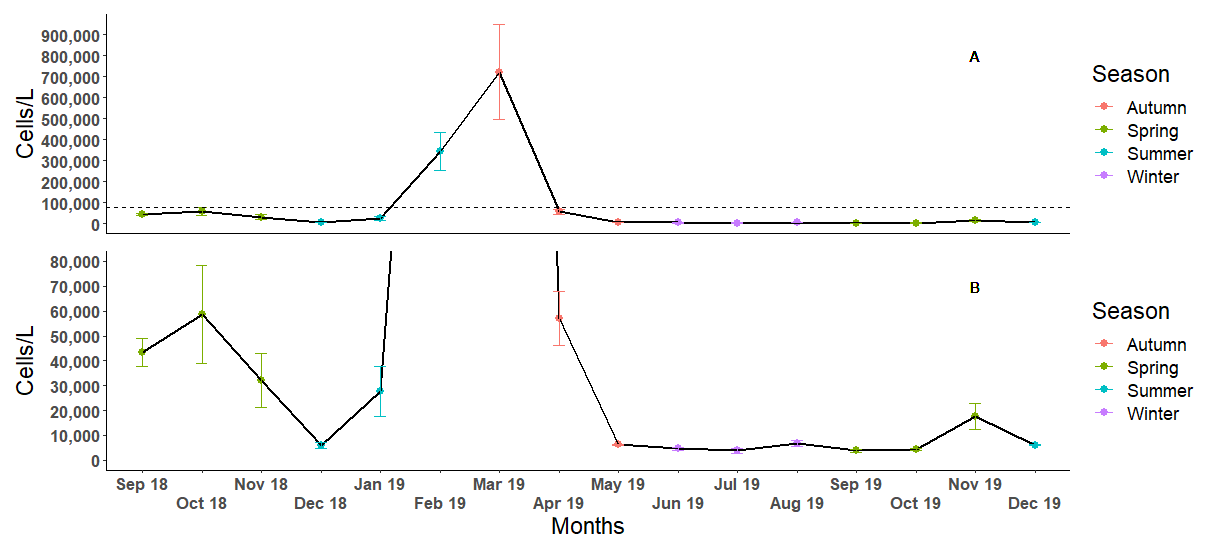 A
900,000
800,000
700,000
600,000
500,000
400,000
300,000
200,000
100,000
0
Cells/L
Season
Autumn
Spring
Summer
Winter
B
80,000
70,000
60,000
50,000
40,000
30,000
20,000
10,000
0
Cells/L
Season
Autumn
Spring
Summer
Winter
Sep 18 Nov 18 Jan 19 Mar 19 May 19 Jul 19 Sep 19 Nov 19
Oct 18 Dec 18 Feb 19 Apr 19 Jun 19 Aug 19 Oct 19 Dec 19
Months